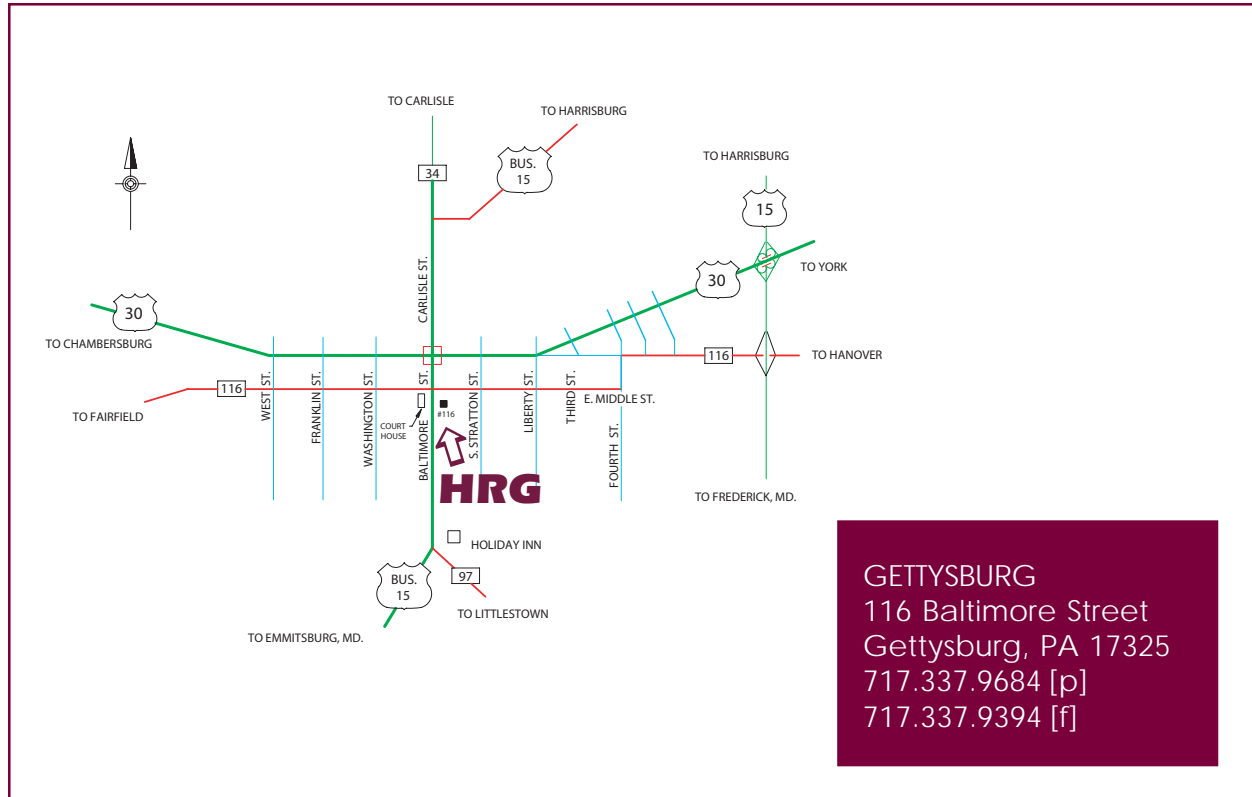 TO CARLISLE
TO HARRISBURG
34
BUS.
15
TO HARRISBURG
15
TO YORK
30
CARLISLE ST.
30
TO CHAMBERSBURG
116
TO HANOVER
116
TO FAIRFIELD
WEST ST.
FRANKLIN ST.
WASHINGTON ST.
BALTIMORE ST.
S. STRATTON ST.
LIBERTY ST.
THIRD ST.
E. MIDDLE ST.
FOURTH ST.
COURT
HOUSE
#116
HRG
TO FREDERICK, MD.
HOLIDAY INN
BUS.
15
97
TO LITTLESTOWN
TO EMMITSBURG, MD.
GETTYSBURG
116 Baltimore Street
Gettysburg, PA 17325
717.337.9684 [p]
717.337.9394 [f]